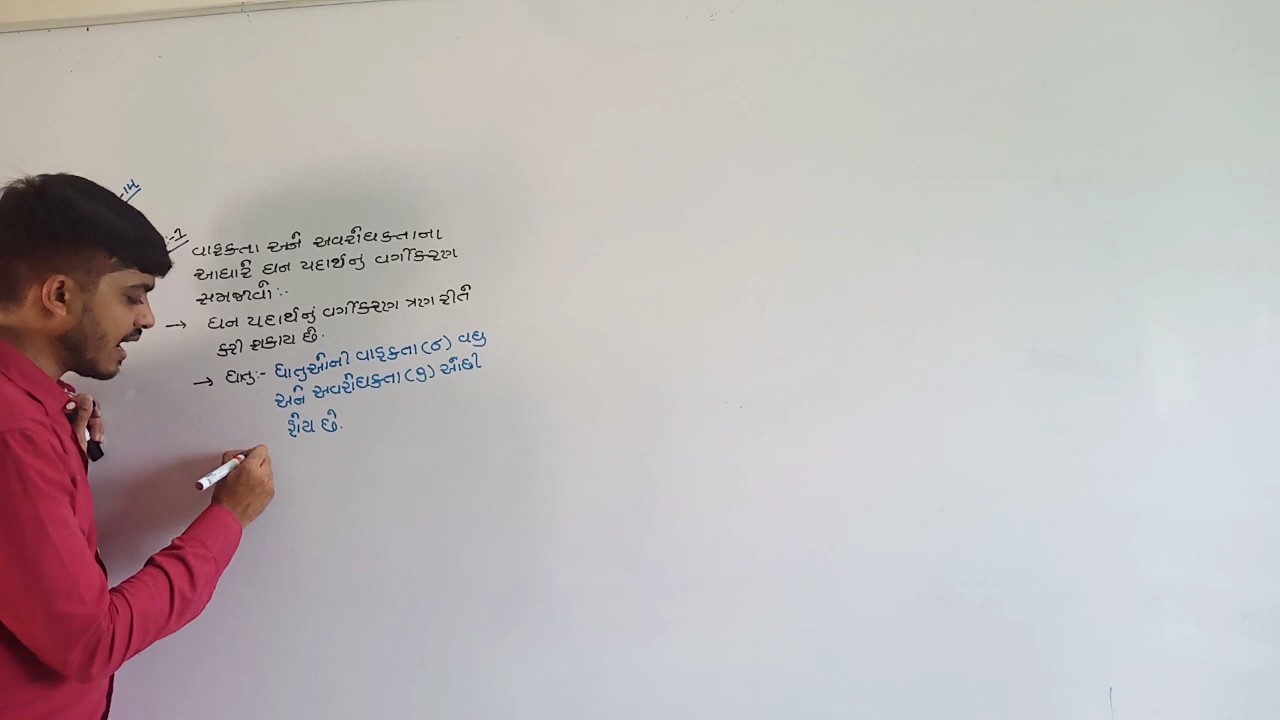 -14
:-1
વાહકતા અને અવરોધકતાના
આધારે ઘન પદાર્થનું વર્ગીકરણ
સમજાવો:-
→ ઘન પદાર્થનું વર્ગીકરણ ત્રણ રીતે
કરી શકાય છે.
→ ધાતુ:- ધાતુઓની વાહકતા (σ) વધુ
અને અવરોધકતા (ρ) ઓછી
હોય છે.